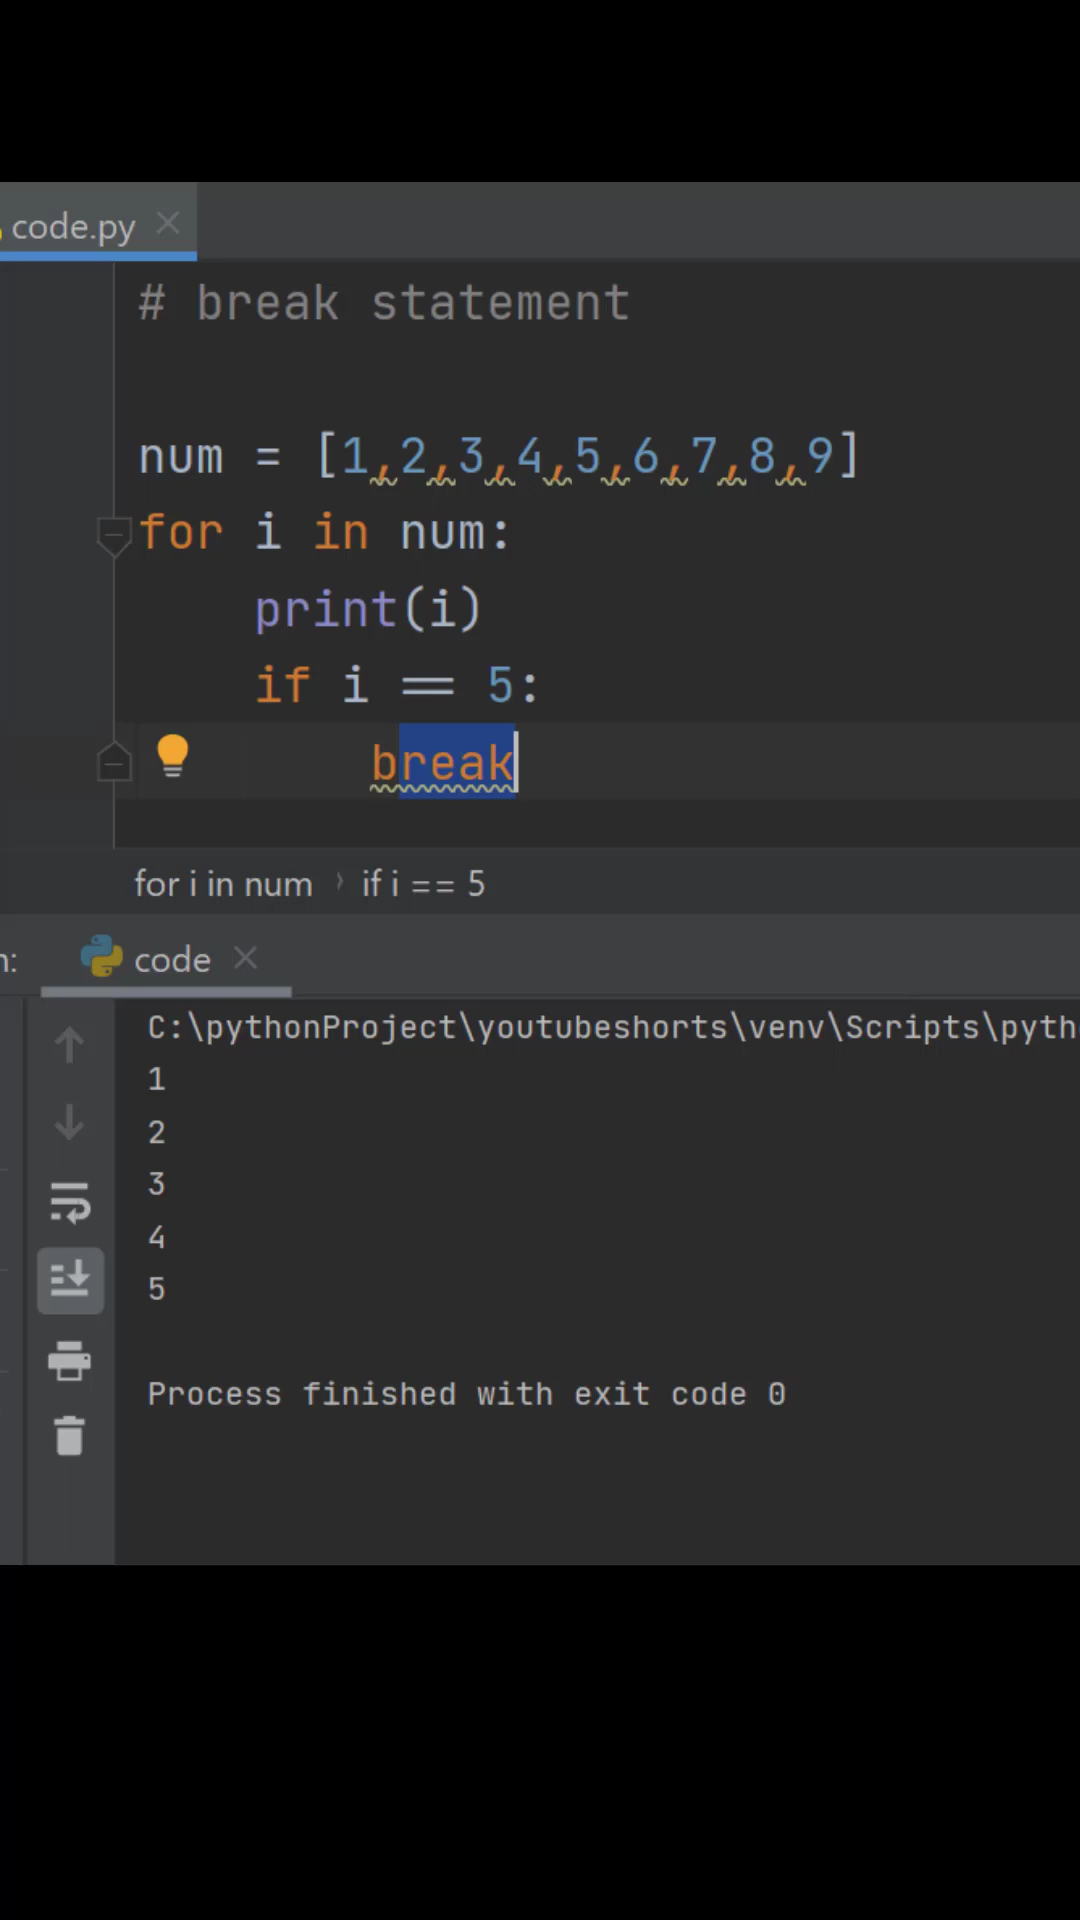 code.py
# break statement
num = [1,2,3,4,5,6,7,8,9]
for i in num:
    print(i)
    if i == 5:
        break
for i in num › if i == 5
code
C:\pythonProject\youtubeshorts\venv\Scripts\pyth
1
2
3
4
5
Process finished with exit code 0